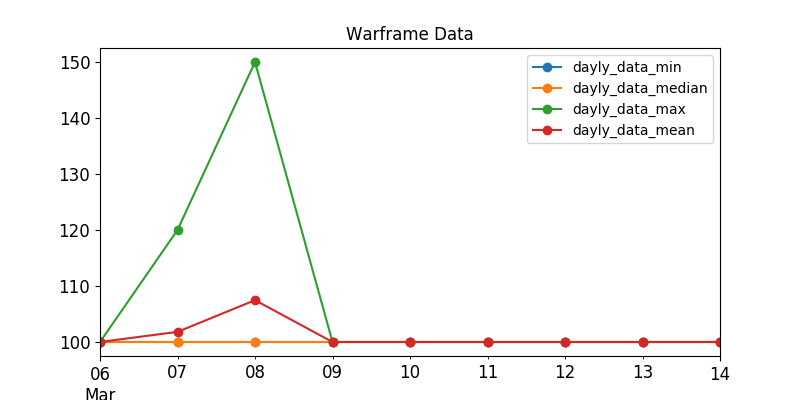 Warframe Data
dayly_data_min
dayly_data_median
dayly_data_max
dayly_data_mean
150
140
130
120
110
100
06 07 08 09 10 11 12 13 14
Mar